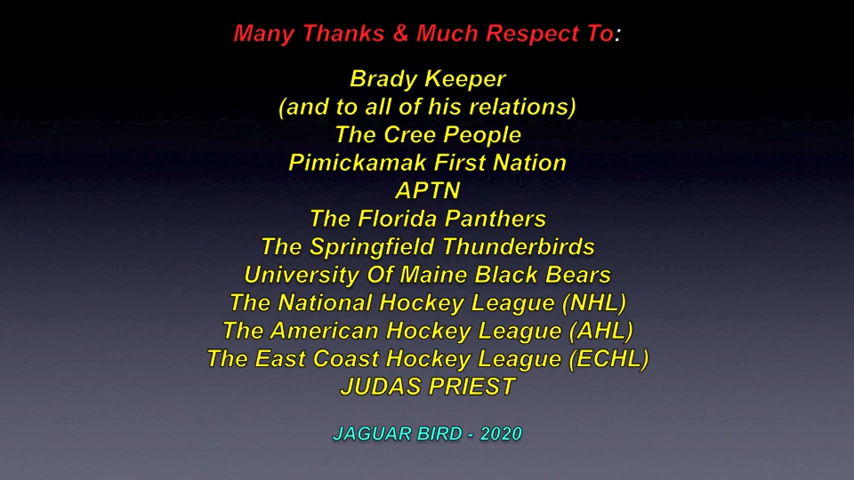 Many Thanks & Much Respect To:
Brady Keeper
(and to all of his relations)
The Cree People
Pimickamak First Nation
APTN
The Florida Panthers
The Springfield Thunderbirds
University Of Maine Black Bears
The National Hockey League (NHL)
The American Hockey League (AHL)
The East Coast Hockey League (ECHL)
JUDAS PRIEST
JAGUAR BIRD - 2020